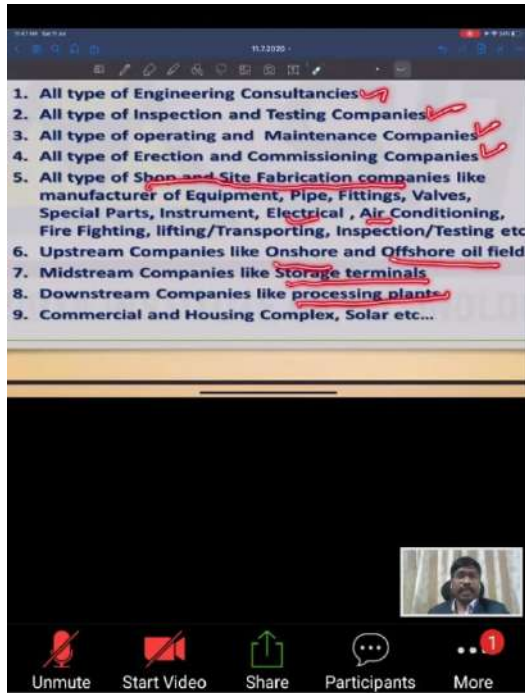 11.7.2020
1. All type of Engineering Consultancies
2. All type of Inspection and Testing Companies
3. All type of operating and Maintenance Companies
4. All type of Erection and Commissioning Companies
5. All type of Shop and Site Fabrication companies like
manufacturer of Equipment, Pipe, Fittings, Valves,
Special Parts, Instrument, Electrical , Air Conditioning,
Fire Fighting, lifting/Transporting, Inspection/Testing etc
6. Upstream Companies like Onshore and Offshore oil field
7. Midstream Companies like Storage terminals
8. Downstream Companies like processing plants
9. Commercial and Housing Complex, Solar etc...
1
Unmute Start Video Share Participants More